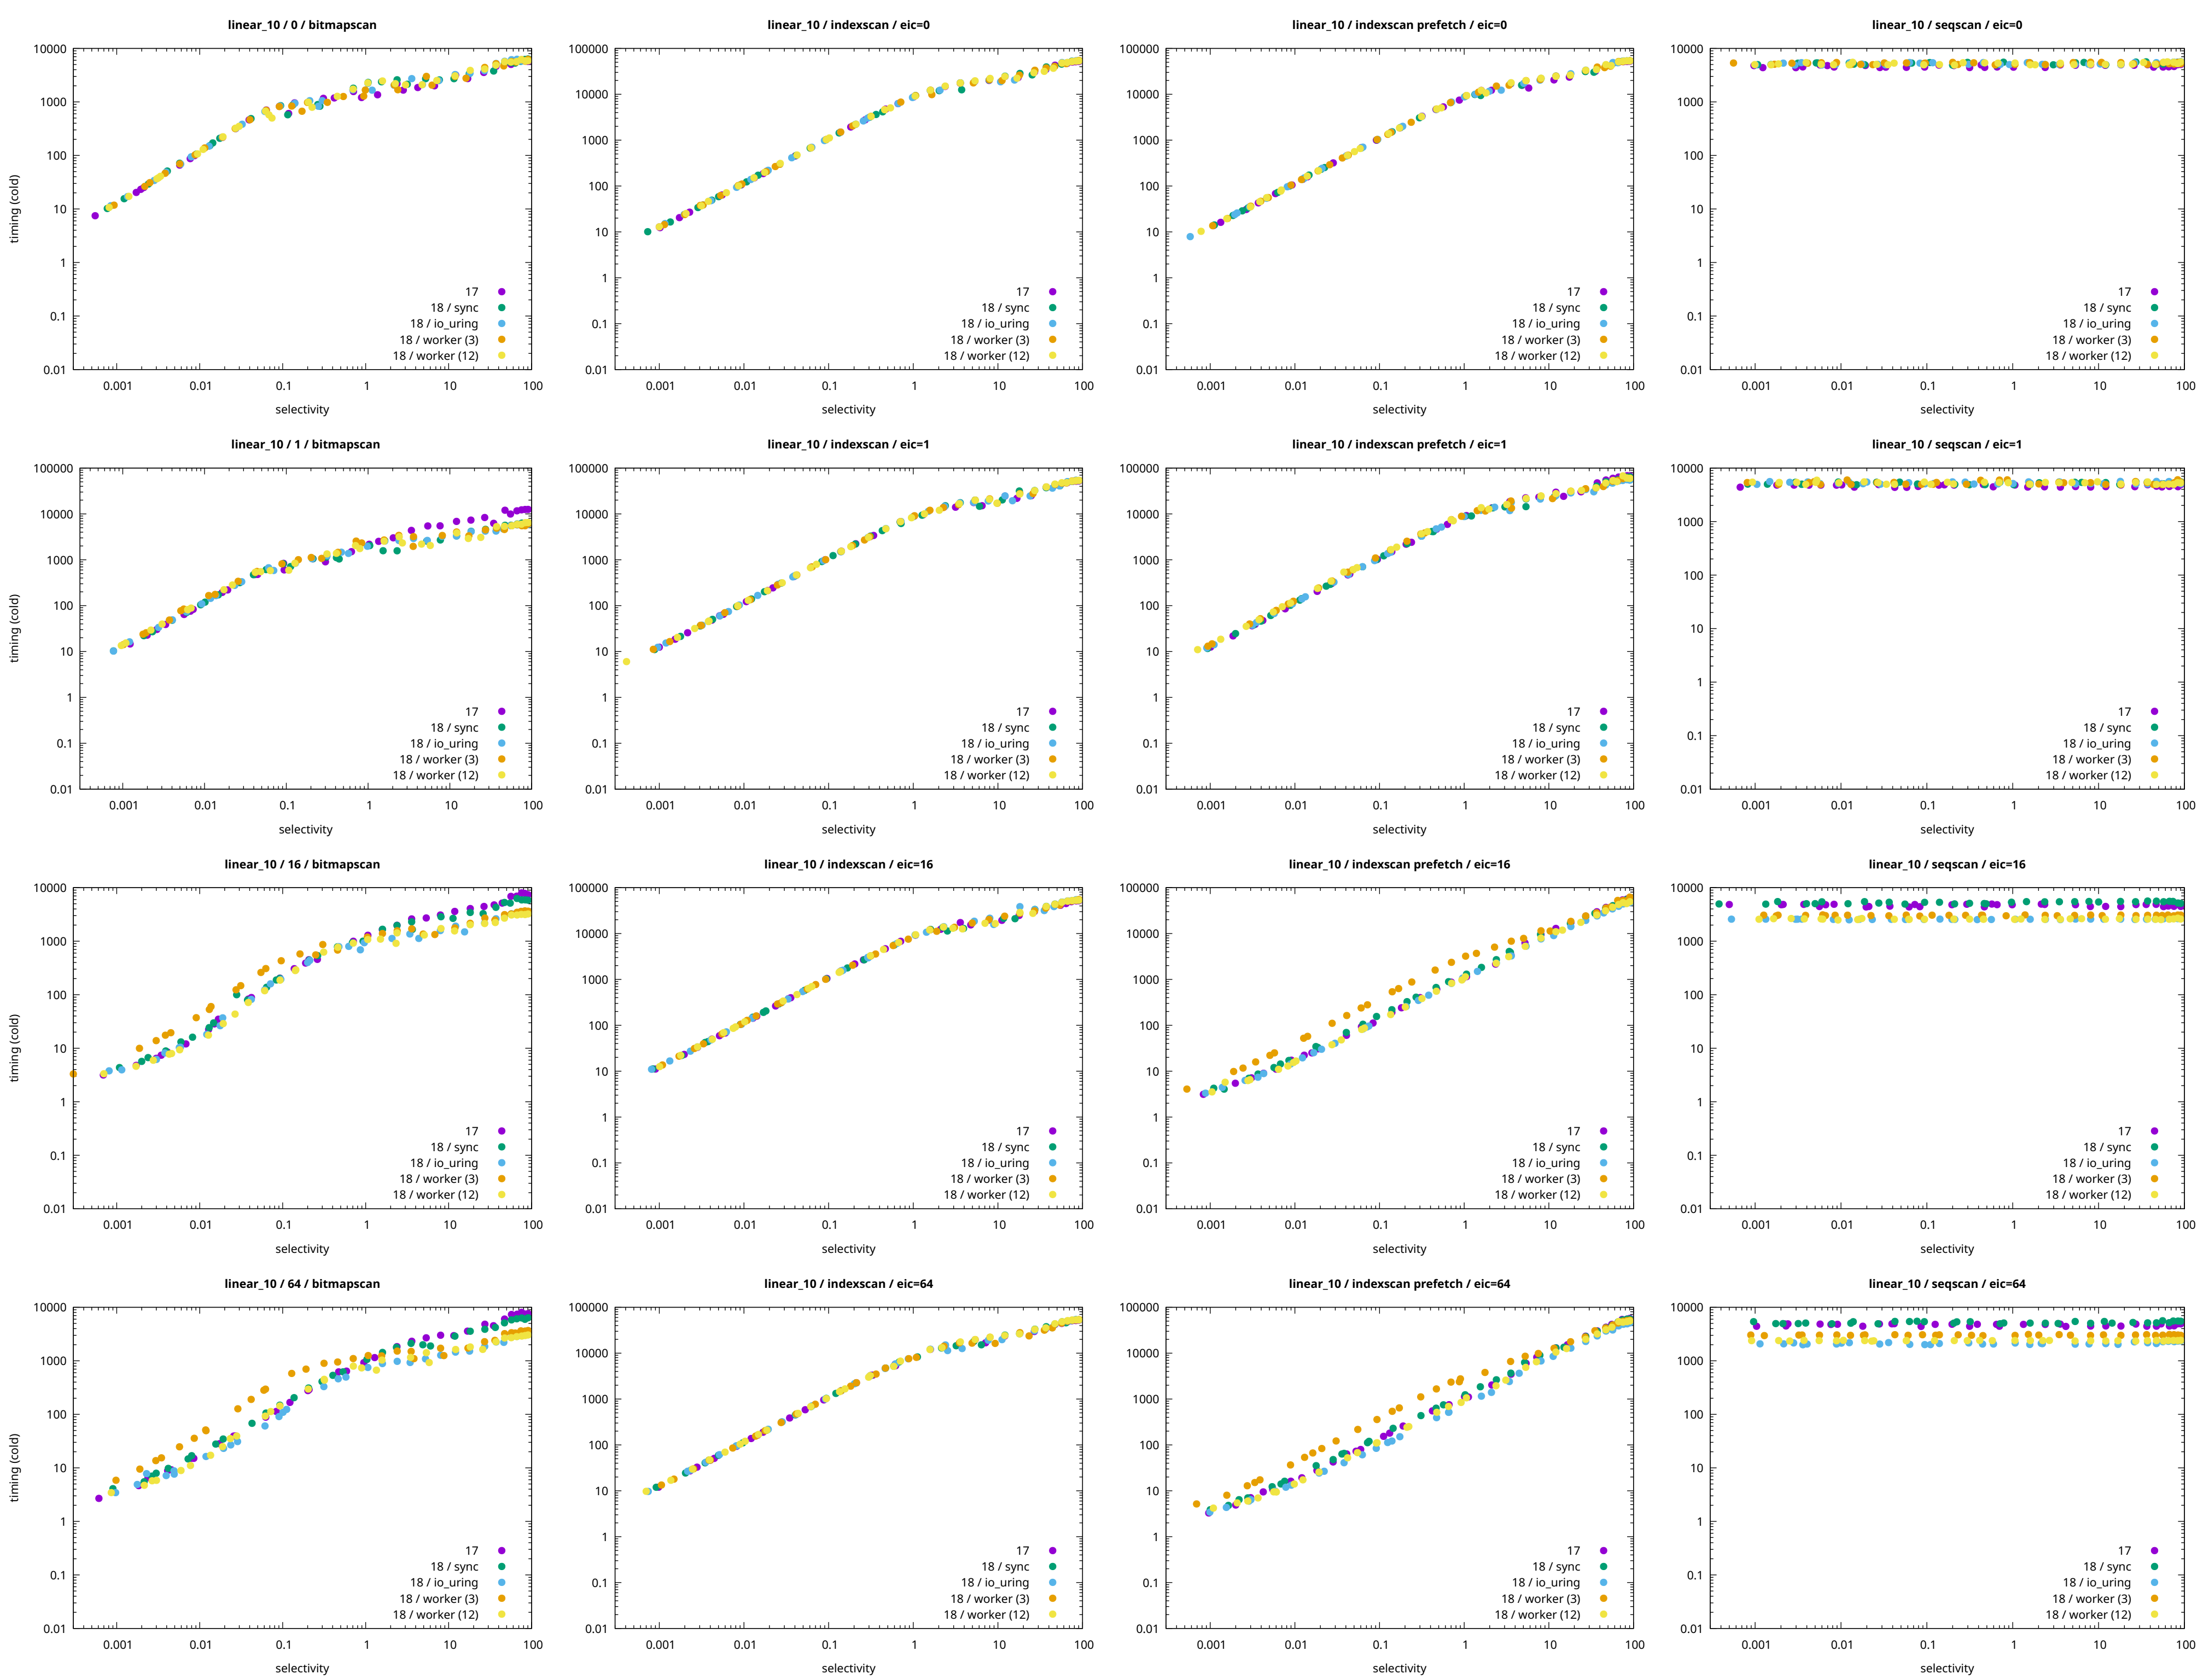 linear_10 / 0 / bitmapscan
10000
1000
100
10
1
0.1
0.01
timing (cold)
17
18 / sync
18 / io_uring
18 / worker (3)
18 / worker (12)
0.001 0.01 0.1 1 10 100
selectivity
linear_10 / indexscan / eic=0
100000
10000
1000
100
10
1
0.1
0.01
17
18 / sync
18 / io_uring
18 / worker (3)
18 / worker (12)
0.001 0.01 0.1 1 10 100
selectivity
linear_10 / indexscan prefetch / eic=0
100000
10000
1000
100
10
1
0.1
0.01
17
18 / sync
18 / io_uring
18 / worker (3)
18 / worker (12)
0.001 0.01 0.1 1 10 100
selectivity
linear_10 / seqscan / eic=0
10000
1000
100
10
1
0.1
0.01
17
18 / sync
18 / io_uring
18 / worker (3)
18 / worker (12)
0.001 0.01 0.1 1 10 100
selectivity
linear_10 / 1 / bitmapscan
100000
10000
1000
100
10
1
0.1
0.01
timing (cold)
17
18 / sync
18 / io_uring
18 / worker (3)
18 / worker (12)
0.001 0.01 0.1 1 10 100
selectivity
linear_10 / indexscan / eic=1
100000
10000
1000
100
10
1
0.1
0.01
17
18 / sync
18 / io_uring
18 / worker (3)
18 / worker (12)
0.001 0.01 0.1 1 10 100
selectivity
linear_10 / indexscan prefetch / eic=1
100000
10000
1000
100
10
1
0.1
0.01
17
18 / sync
18 / io_uring
18 / worker (3)
18 / worker (12)
0.001 0.01 0.1 1 10 100
selectivity
linear_10 / seqscan / eic=1
10000
1000
100
10
1
0.1
0.01
17
18 / sync
18 / io_uring
18 / worker (3)
18 / worker (12)
0.001 0.01 0.1 1 10 100
selectivity
linear_10 / 16 / bitmapscan
10000
1000
100
10
1
0.1
0.01
timing (cold)
17
18 / sync
18 / io_uring
18 / worker (3)
18 / worker (12)
0.001 0.01 0.1 1 10 100
selectivity
linear_10 / indexscan / eic=16
100000
10000
1000
100
10
1
0.1
0.01
17
18 / sync
18 / io_uring
18 / worker (3)
18 / worker (12)
0.001 0.01 0.1 1 10 100
selectivity
linear_10 / indexscan prefetch / eic=16
100000
10000
1000
100
10
1
0.1
0.01
17
18 / sync
18 / io_uring
18 / worker (3)
18 / worker (12)
0.001 0.01 0.1 1 10 100
selectivity
linear_10 / seqscan / eic=16
10000
1000
100
10
1
0.1
0.01
17
18 / sync
18 / io_uring
18 / worker (3)
18 / worker (12)
0.001 0.01 0.1 1 10 100
selectivity
linear_10 / 64 / bitmapscan
10000
1000
100
10
1
0.1
0.01
timing (cold)
17
18 / sync
18 / io_uring
18 / worker (3)
18 / worker (12)
0.001 0.01 0.1 1 10 100
selectivity
linear_10 / indexscan / eic=64
100000
10000
1000
100
10
1
0.1
0.01
17
18 / sync
18 / io_uring
18 / worker (3)
18 / worker (12)
0.001 0.01 0.1 1 10 100
selectivity
linear_10 / indexscan prefetch / eic=64
100000
10000
1000
100
10
1
0.1
0.01
17
18 / sync
18 / io_uring
18 / worker (3)
18 / worker (12)
0.001 0.01 0.1 1 10 100
selectivity
linear_10 / seqscan / eic=64
10000
1000
100
10
1
0.1
0.01
17
18 / sync
18 / io_uring
18 / worker (3)
18 / worker (12)
0.001 0.01 0.1 1 10 100
selectivity